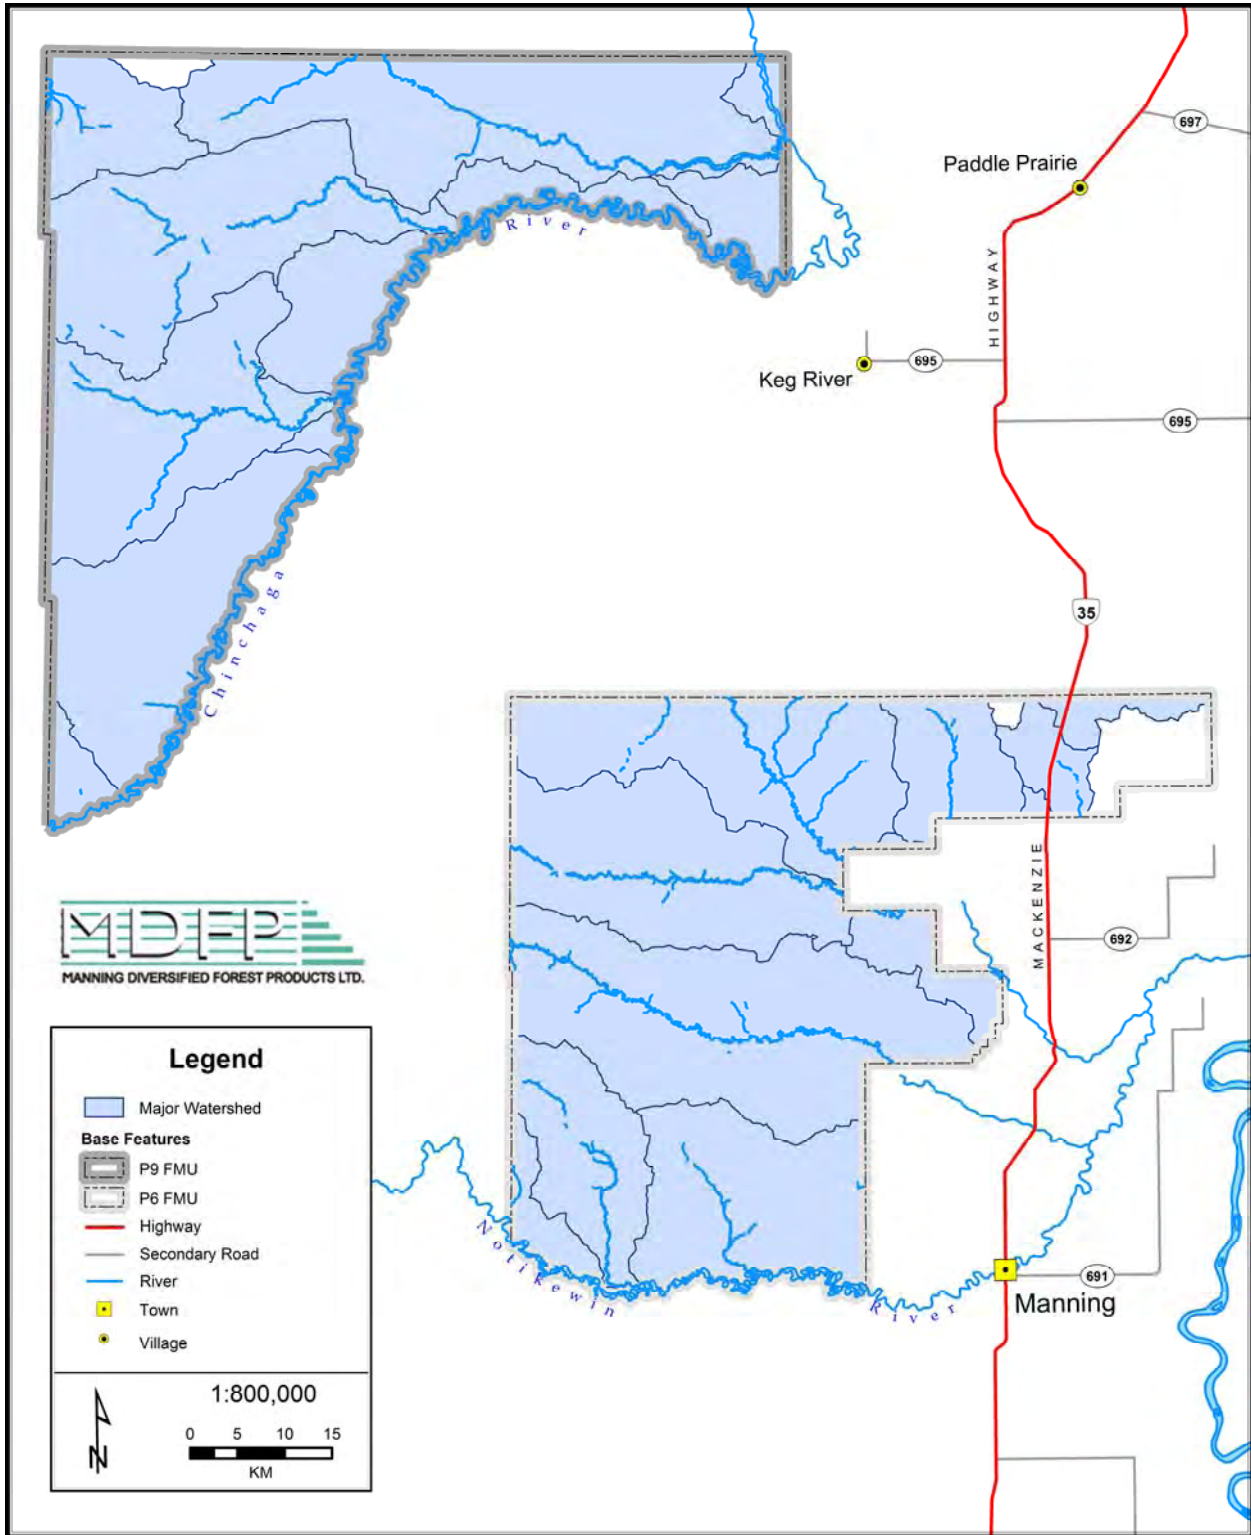 697
Paddle Prairie
River
HIGHWAY
695
Keg River
695
35
Chinchaga
MACKENZIE
692
MDFP
MANNING DIVERSIFIED FOREST PRODUCTS LTD.
Legend
Major Watershed
Base Features
P9 FMU
P6 FMU
Highway
Secondary Road
River
Town
Village
1:800,000
0 5 10 15
KM
N
Notikewin
River
691
Manning